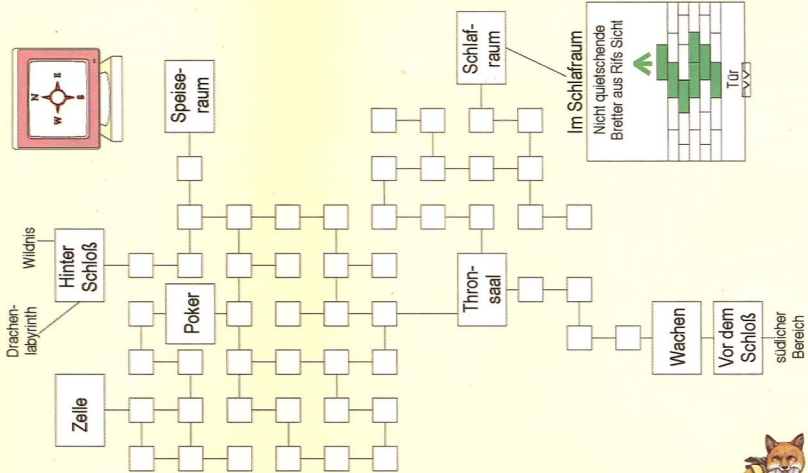 Drachen-
labyrinth
Wildnis
N
W
E
S
Zelle
Hinter
Schloß
Poker
Speise-
raum
Thron-
saal
Schlaf-
raum
Im Schlafraum
Nicht quietschende
Bretter aus Rifs Sicht
Tür
Wachen
Vor dem
Schloß
südlicher
Bereich